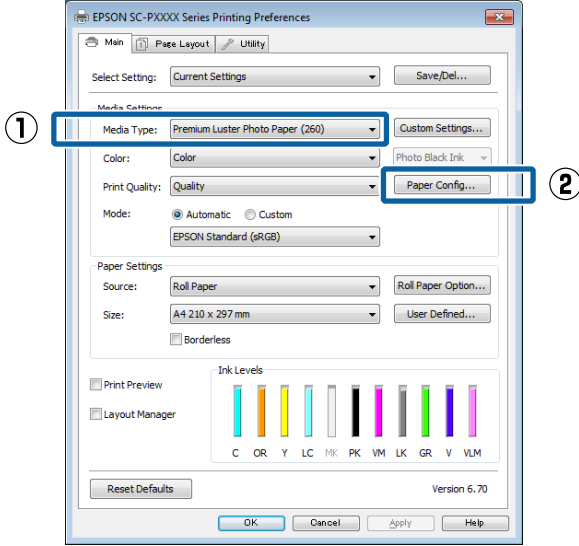 EPSON SC-PXXXX Series Printing Preferences
Main Page Layout Utility
Select Setting: Current Settings Save/Del...
Media Settings
① Media Type: Premium Luster Photo Paper (260) Custom Settings...
Color: Color Photo Black Ink
Print Quality: Quality Paper Config... ②
Mode: Automatic Custom
EPSON Standard (sRGB)
Paper Settings
Source: Roll Paper Roll Paper Option...
Size: A4 210 x 297 mm User Defined...
Borderless
Ink Levels
Print Preview
Layout Manager
C OR Y LC MK PK VM LK GR V VLM
Reset Defaults Version 6.70
OK Cancel Apply Help